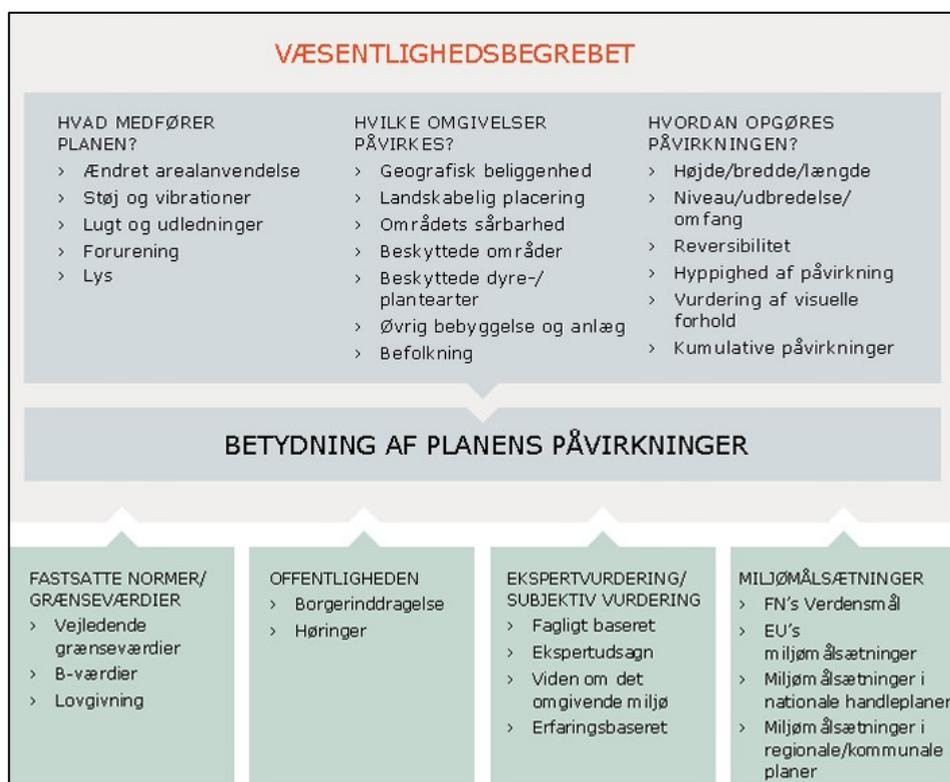 VÆSENTLIGHEDSBEGREBET
HVAD MEDFØRER
PLANEN?
› Ændret arealanvendelse
› Støj og vibrationer
› Lugt og udledninger
› Forurening
› Lys
HVILKE OMGIVELSER
PÅVIRKES?
› Geografisk beliggenhed
› Landskabelig placering
› Områdets sårbarhed
› Beskyttede områder
› Beskyttede dyre-/
plantearter
› Øvrig bebyggelse og anlæg
› Befolkning
HVORDAN OPGØRES
PÅVIRKNINGEN?
› Højde/bredde/længde
› Niveau/udbredelse/
omfang
› Reversibilitet
› Hyppighed af påvirkning
› Vurdering af visuelle
forhold
› Kumulative påvirkninger
BETYDNING AF PLANENS PÅVIRKNINGER
FASTSATTE NORMER/
GRÆNSEVÆRDIER
› Vejledende
grænseværdier
› B-værdier
› Lovgivning
OFFENTLIGHEDEN
› Borgerinddragelse
› Høringer
EKSPERTVURDERING/
SUBJEKTIV VURDERING
› Fagligt baseret
› Ekspertudsagn
› Viden om det
omgivende miljø
› Erfaringsbaseret
MILJØMÅLSÆTNINGER
› FN's Verdensmål
› EU's
miljømålsætninger
› Miljømålsætninger i
nationale handleplaner
› Miljømålsætninger i
regionale/kommunale
planer